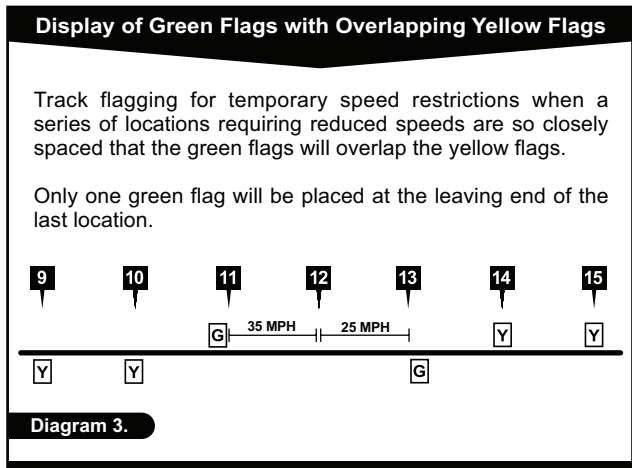 Display of Green Flags with Overlapping Yellow Flags
Track flagging for temporary speed restrictions when a
series of locations requiring reduced speeds are so closely
spaced that the green flags will overlap the yellow flags.
Only one green flag will be placed at the leaving end of the
last location.
9 10 11 12 13 14 15
G 35 MPH 25 MPH Y Y
Y Y G
Diagram 3.